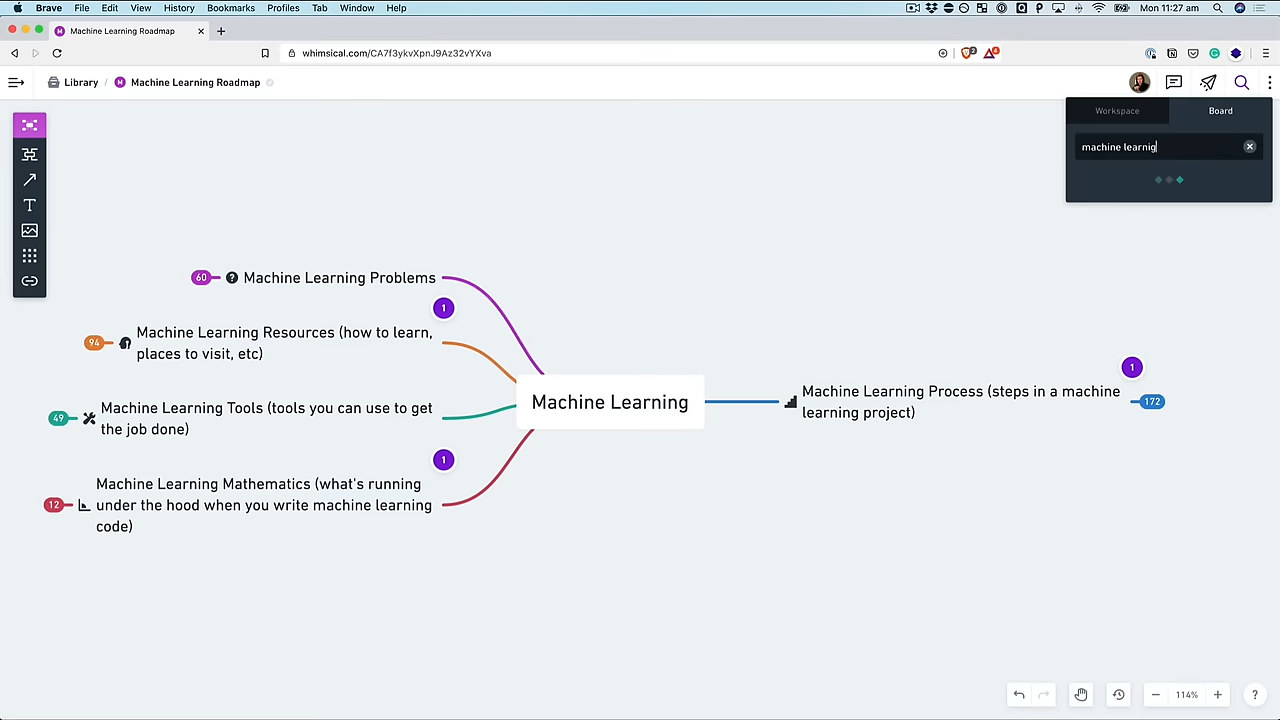 Brave File Edit View History Bookmarks Profiles Tab Window Help Mon 11:27 am
Machine Learning Roadmap
whimsical.com/CA7f3ykvXpnJ9Az32vYXva
Library / Machine Learning Roadmap
Workspace Board
machine learnig
60 Machine Learning Problems
1
94 Machine Learning Resources (how to learn,
places to visit, etc)
49 Machine Learning Tools (tools you can use to get
the job done)
1
12 Machine Learning Mathematics (what's running
under the hood when you write machine learning
code)
Machine Learning
1
Machine Learning Process (steps in a machine
learning project)
172
114%